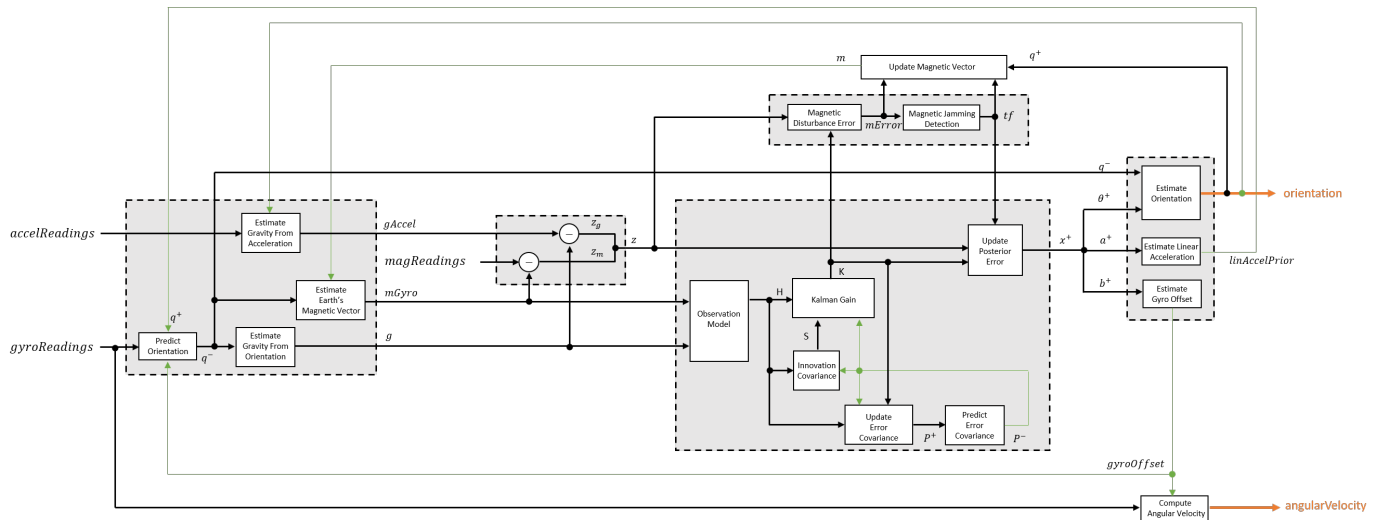 m
Update Magnetic Vector
q⁺
Magnetic
Disturbance Error
mError
Magnetic Jamming
Detection
tf
q⁻
Estimate
Orientation
orientation
θ⁺
accelReadings
Estimate
Gravity From
Acceleration
gAccel
z_g
z
z_m
magReadings
Update
Posterior
Error
x⁺
a⁺
Estimate Linear
Acceleration
linAccelPrior
b⁺
Estimate
Gyro Offset
Estimate
Earth's
Magnetic Vector
mGyro
H
K
Kalman Gain
Observation
Model
q⁺
gyroReadings
Predict
Orientation
q⁻
Estimate
Gravity From
Orientation
g
S
Innovation
Covariance
Update
Error
Covariance
P⁺
Predict
Error
Covariance
P⁻
gyroOffset
Compute
Angular Velocity
angularVelocity